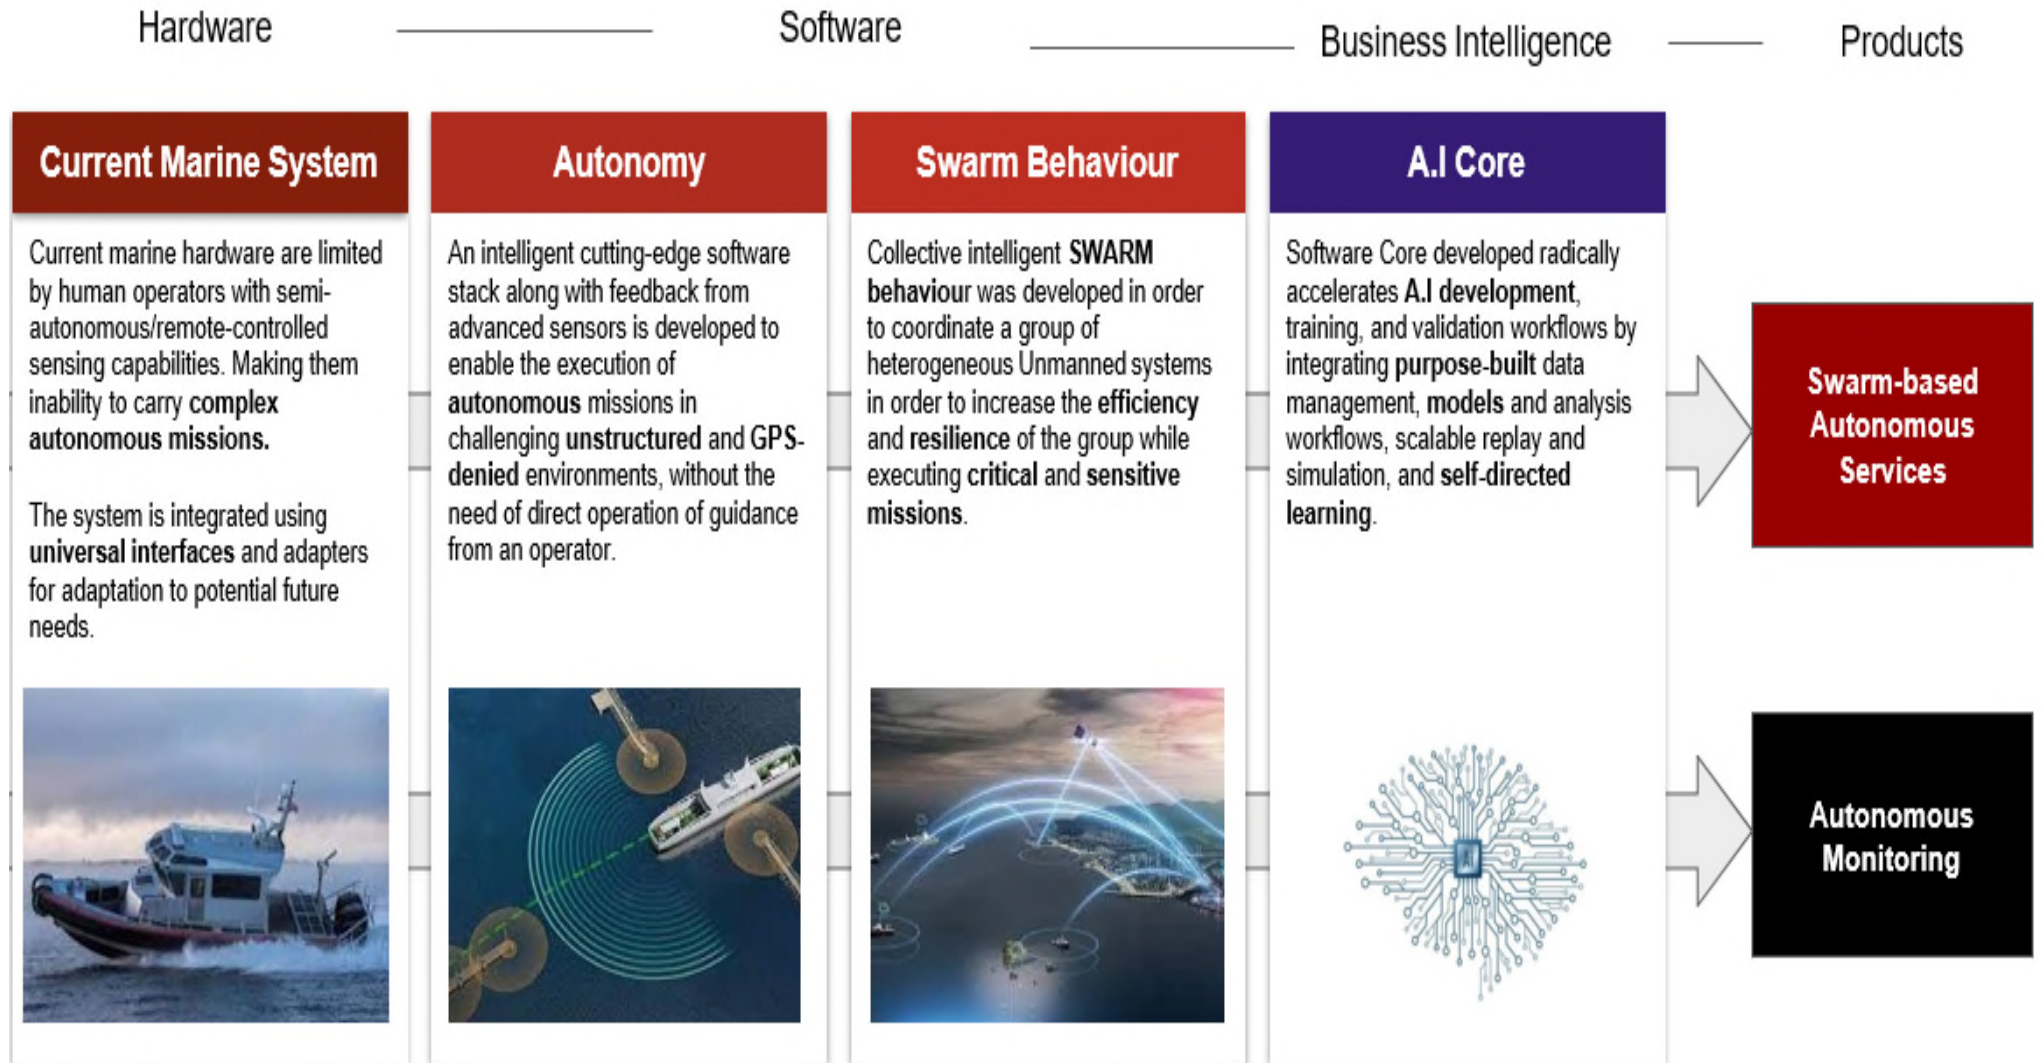 Hardware
Software
Business Intelligence
Products
Current Marine System
Current marine hardware are limited
by human operators with semi-
autonomous/remote-controlled
sensing capabilities. Making them
inability to carry complex
autonomous missions.
The system is integrated using
universal interfaces and adapters
for adaptation to potential future
needs.
Autonomy
An intelligent cutting-edge software
stack along with feedback from
advanced sensors is developed to
enable the execution of
autonomous missions in
challenging unstructured and GPS-
denied environments, without the
need of direct operation of guidance
from an operator.
Swarm Behaviour
Collective intelligent SWARM
behaviour was developed in order
to coordinate a group of
heterogeneous Unmanned systems
in order to increase the efficiency
and resilience of the group while
executing critical and sensitive
missions.
A.I Core
Software Core developed radically
accelerates A.I development,
training, and validation workflows by
integrating purpose-built data
management, models and analysis
workflows, scalable replay and
simulation, and self-directed
learning.
AI
Swarm-based
Autonomous
Services
Autonomous
Monitoring